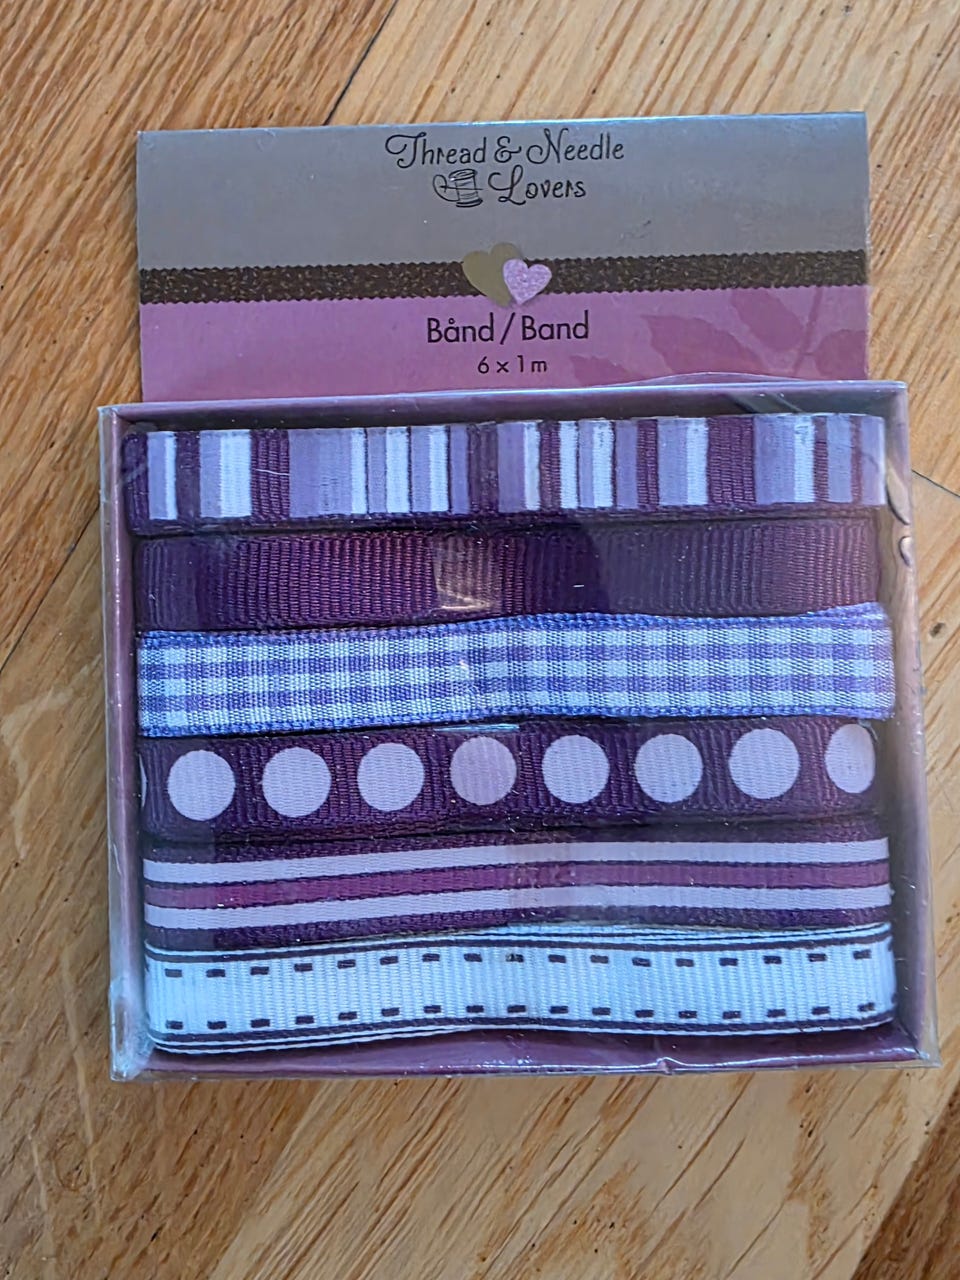 Thread & Needle
Lovers
Bånd / Band
6 x 1 m